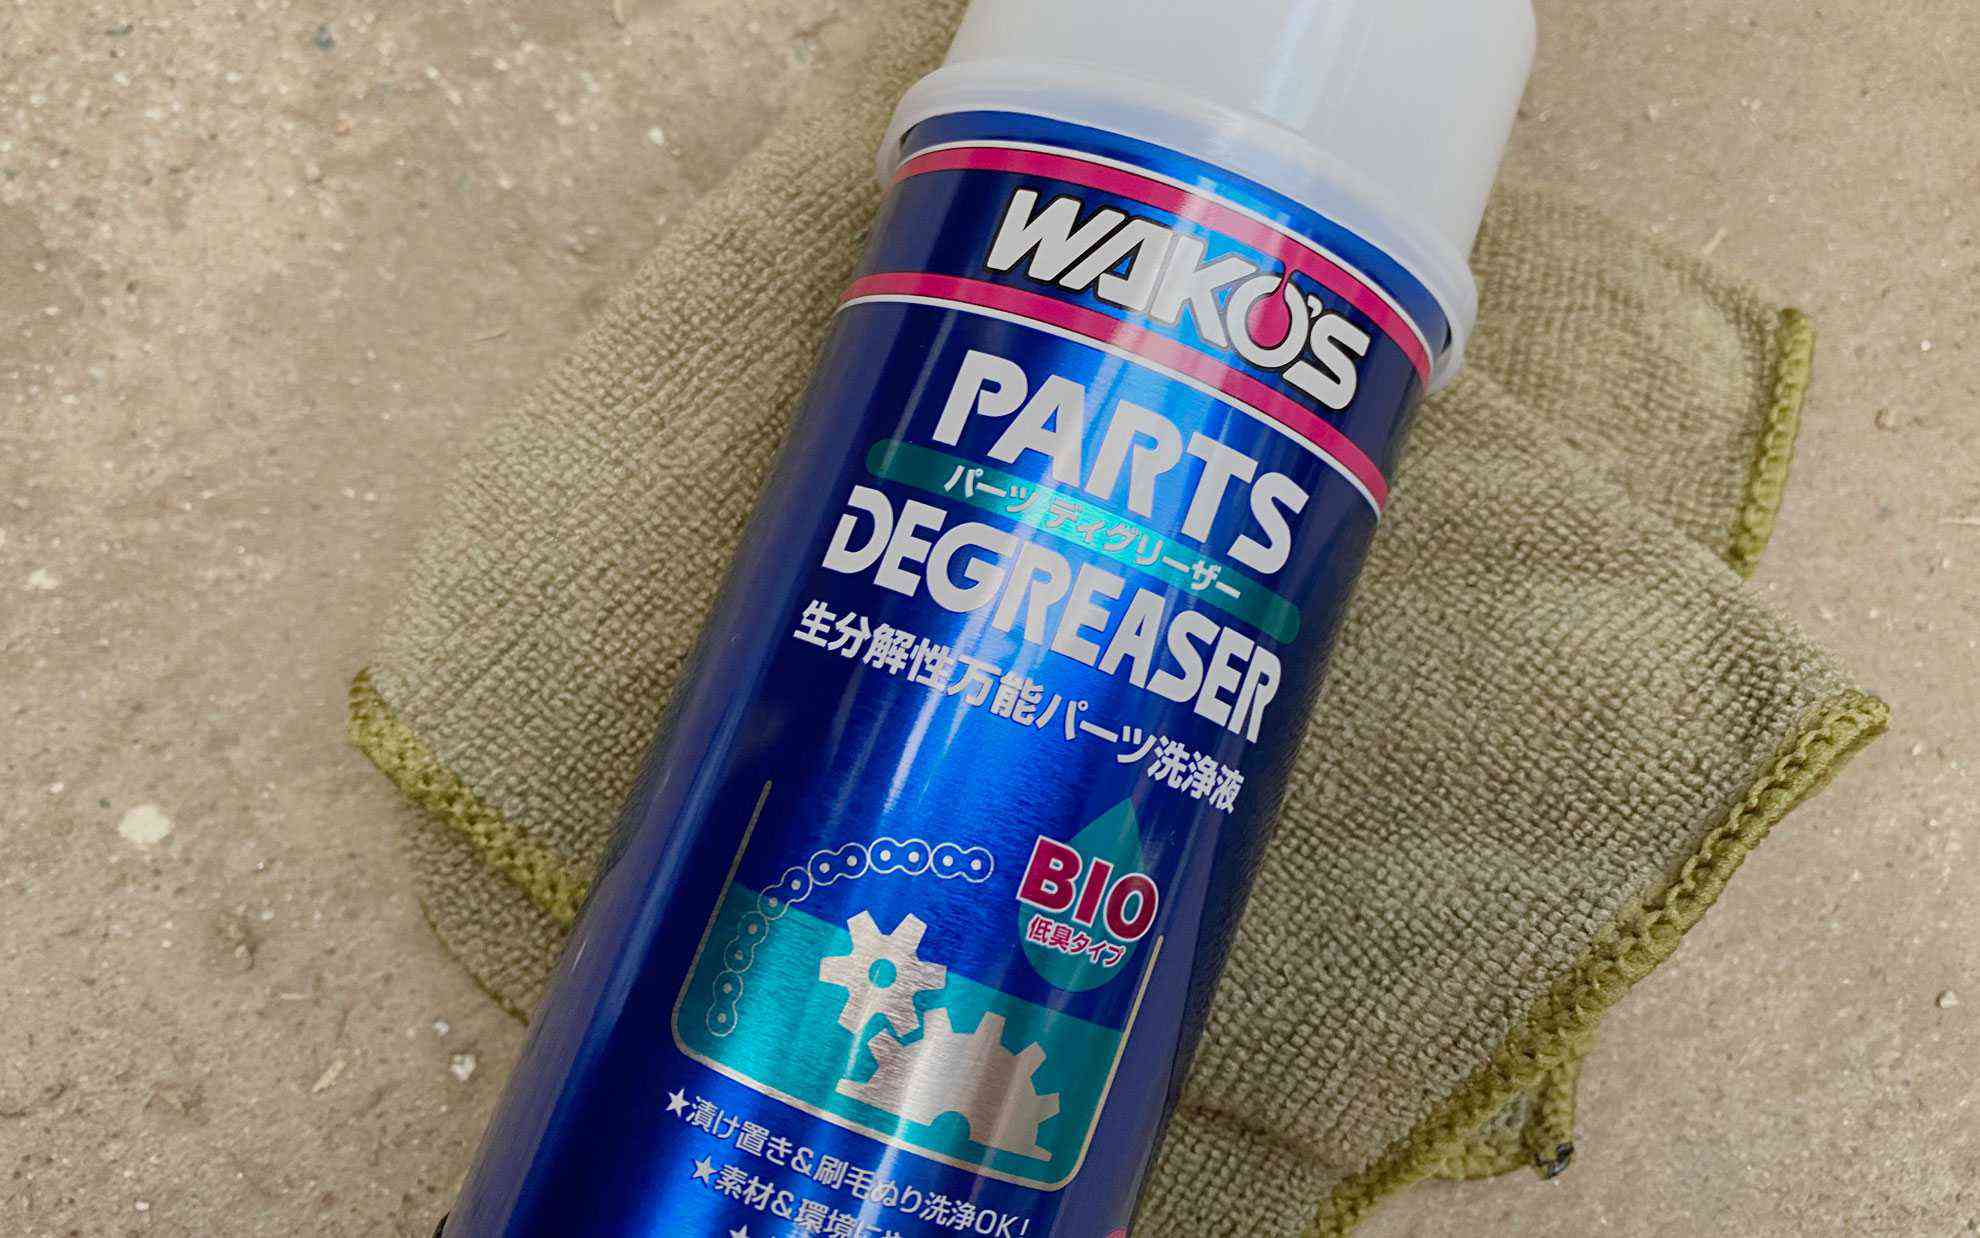 WAKO'S
PARTS
パーツ ディグリーザー
DEGREASER
生分解性万能パーツ洗浄液
BIO
低臭タイプ
★漬け置き&刷毛ぬり洗浄OK!
★素材&環境に
★